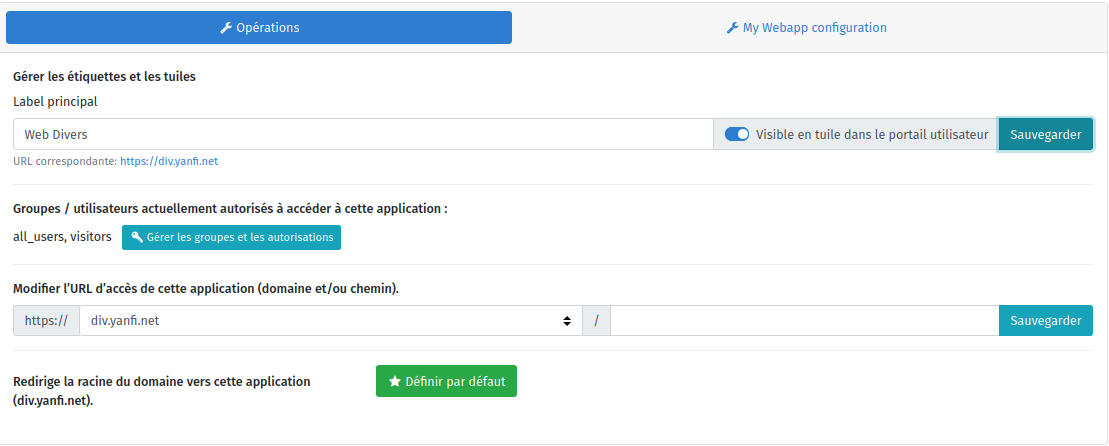 Opérations
My Webapp configuration
Gérer les étiquettes et les tuiles
Label principal
Web Divers
Visible en tuile dans le portail utilisateur
Sauvegarder
URL correspondante: https://div.yanfi.net
Groupes / utilisateurs actuellement autorisés à accéder à cette application :
all_users, visitors
Gérer les groupes et les autorisations
Modifier l’URL d’accès de cette application (domaine et/ou chemin).
https://
div.yanfi.net
/
Sauvegarder
Redirige la racine du domaine vers cette application
(div.yanfi.net).
Définir par défaut